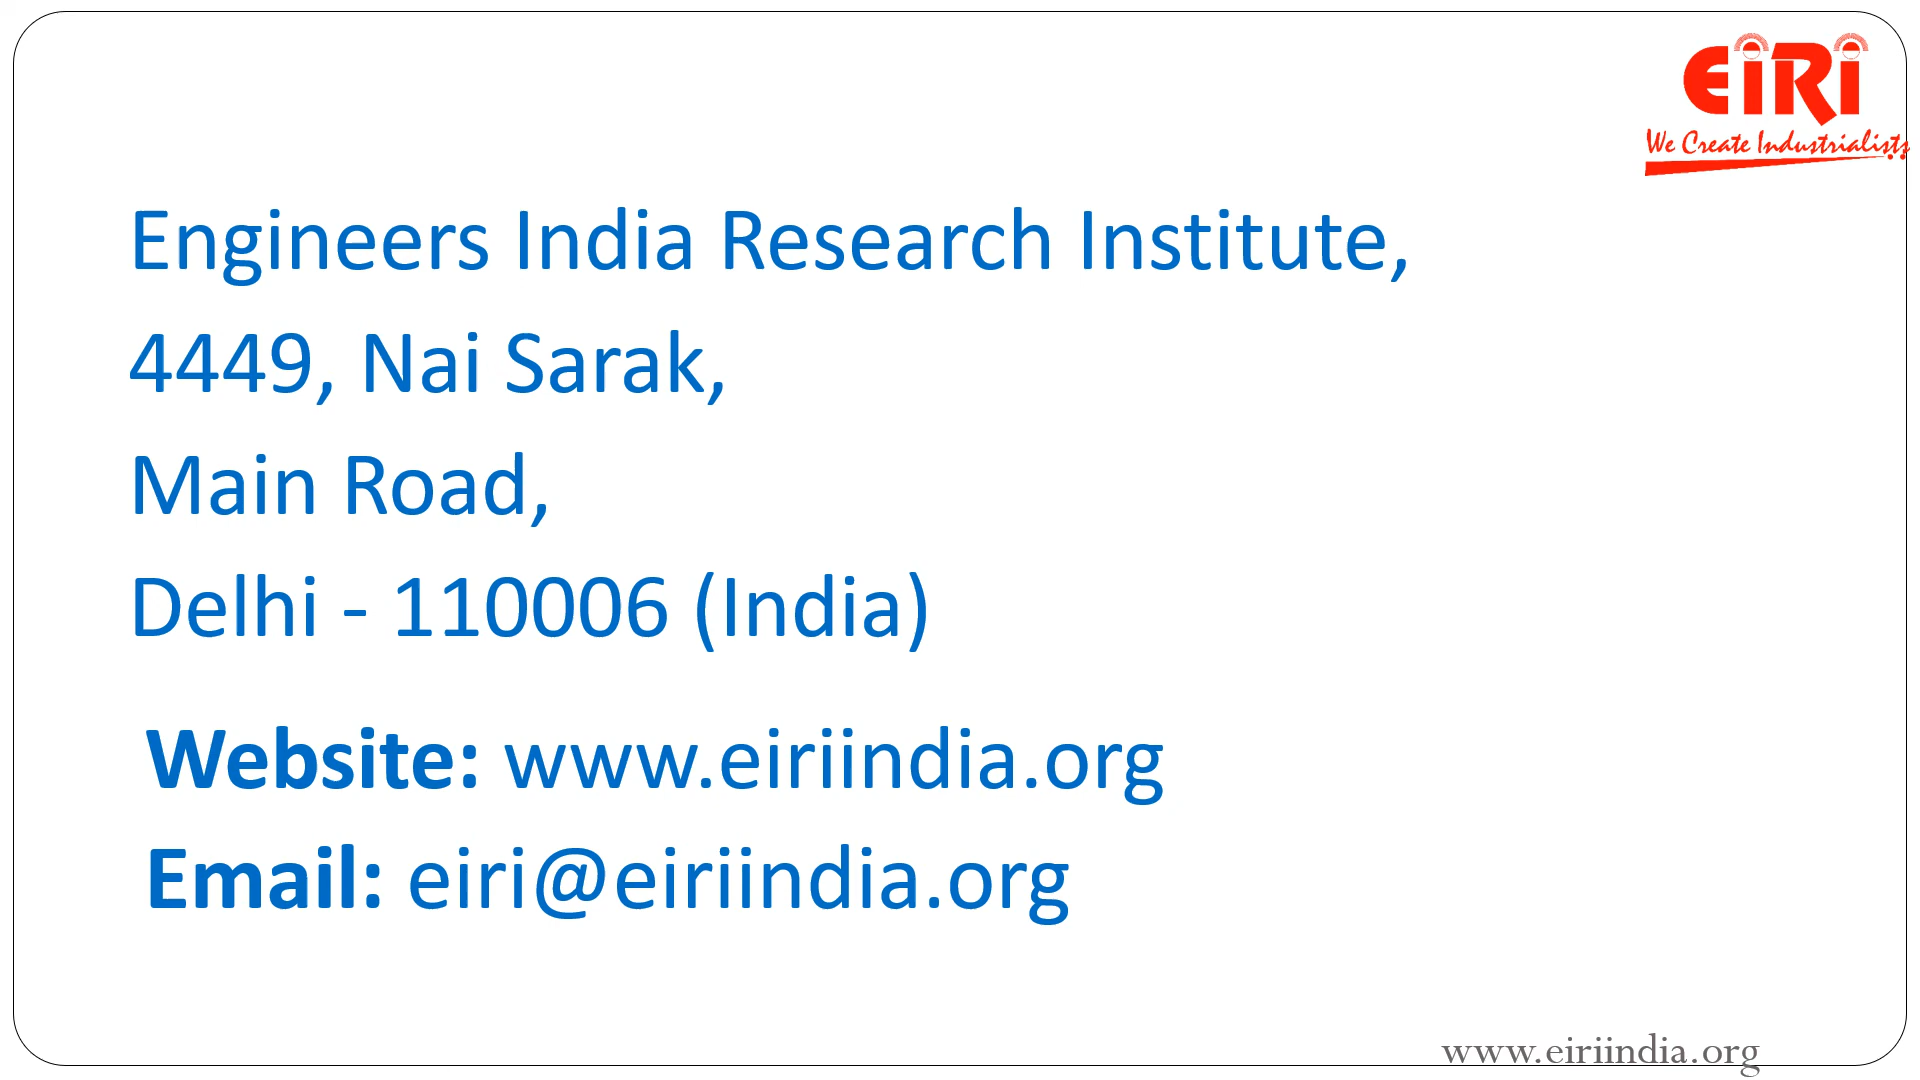 EiRi
We Create Industrialists
Engineers India Research Institute,
4449, Nai Sarak,
Main Road,
Delhi - 110006 (India)
Website: www.eiriindia.org
Email: eiri@eiriindia.org
www.eiriindia.org